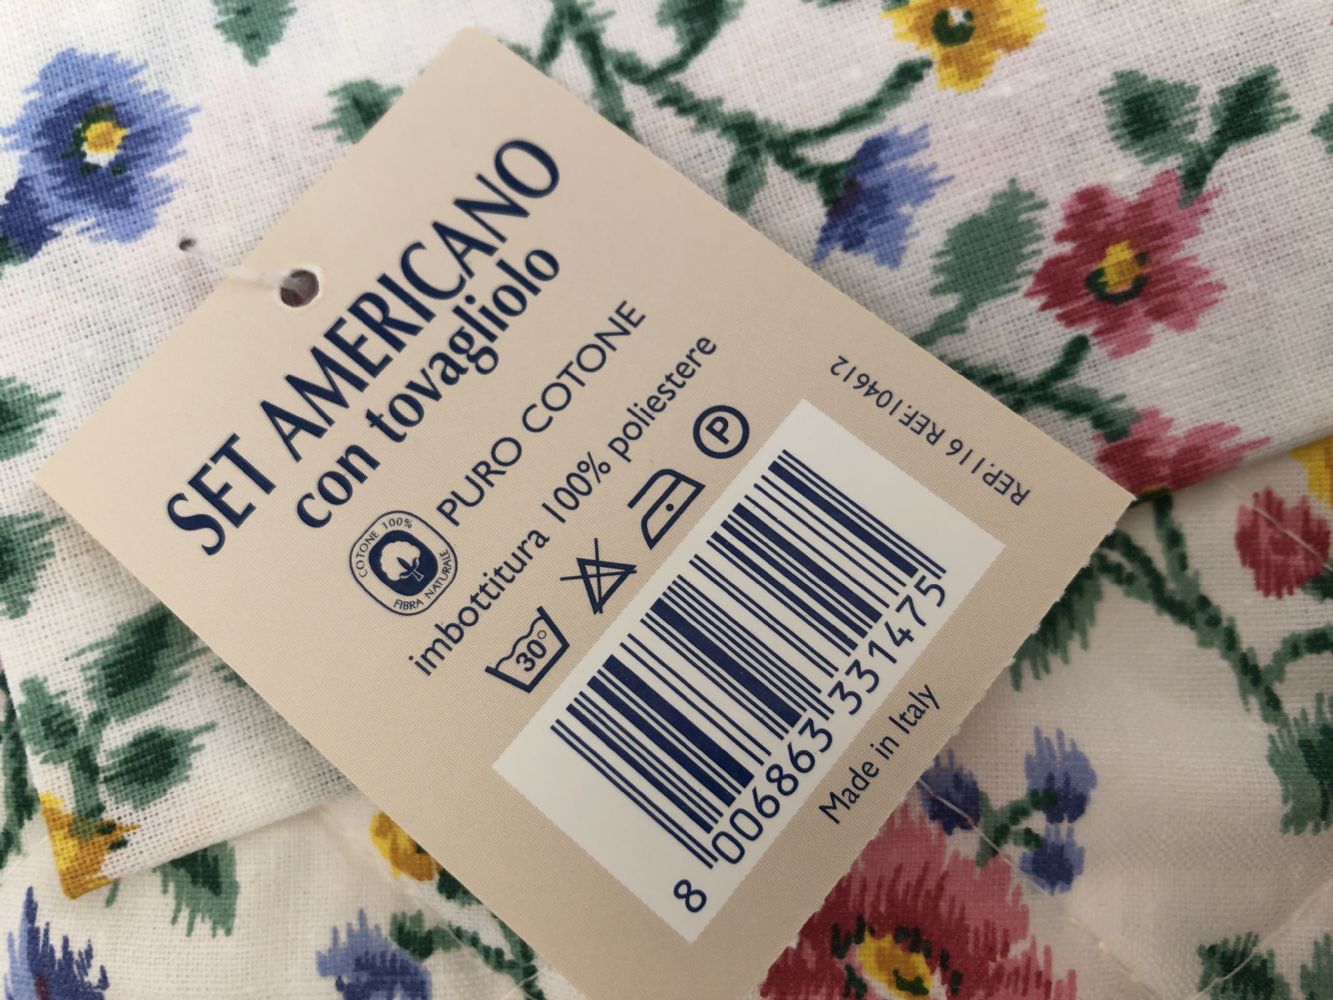 SET AMERICANO
con tovagliolo
COTONE 100%
FIBRA NATURALE
PURO COTONE
imbottitura 100% poliestere
30°
P
8 006863 331475
Made in Italy
REP.116 REF.104612